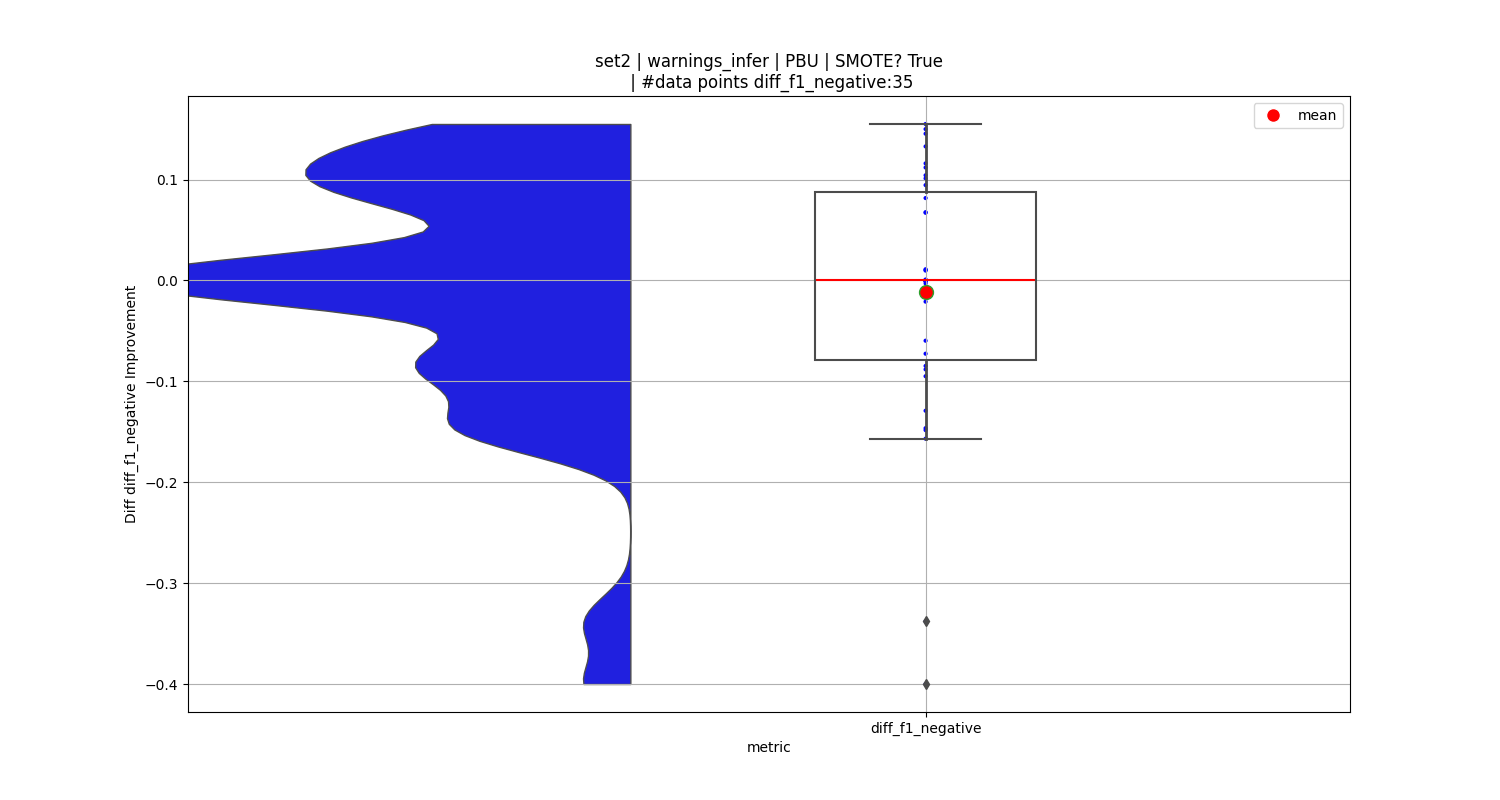 set2 | warnings_infer | PBU | SMOTE? True
| #data points diff_f1_negative:35
mean
0.1
0.0
−0.1
−0.2
−0.3
−0.4
Diff diff_f1_negative Improvement
diff_f1_negative
metric